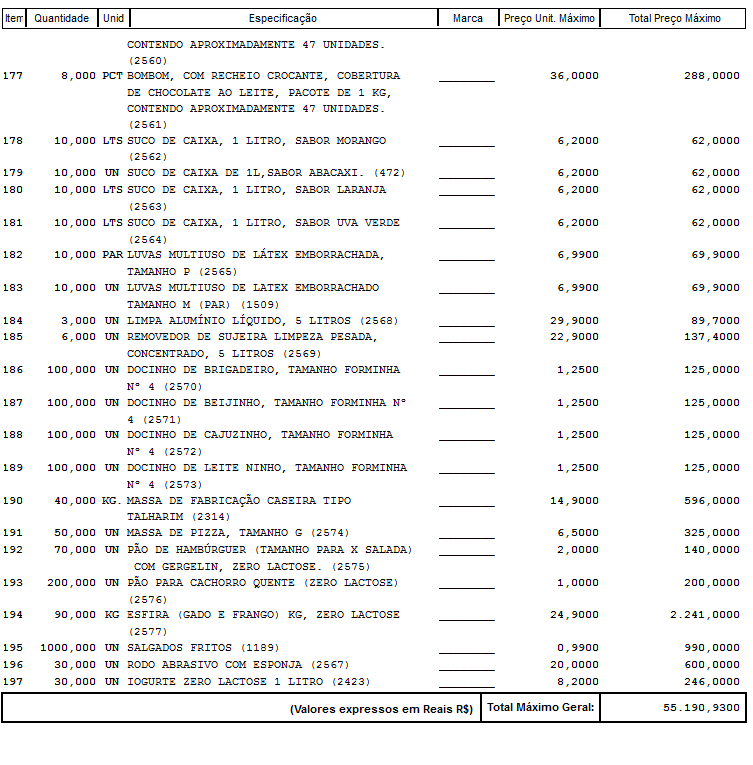 Item Quantidade Unid Especificação Marca Preço Unit. Máximo Total Preço Máximo
CONTENDO APROXIMADAMENTE 47 UNIDADES.
(2560)
177 8,000 PCT BOMBOM, COM RECHEIO CROCANTE, COBERTURA ________ 36,0000 288,0000
DE CHOCOLATE AO LEITE, PACOTE DE 1 KG,
CONTENDO APROXIMADAMENTE 47 UNIDADES.
(2561)
178 10,000 LTS SUCO DE CAIXA, 1 LITRO, SABOR MORANGO ________ 6,2000 62,0000
(2562)
179 10,000 UN SUCO DE CAIXA DE 1L,SABOR ABACAXI. (472) ________ 6,2000 62,0000
180 10,000 LTS SUCO DE CAIXA, 1 LITRO, SABOR LARANJA ________ 6,2000 62,0000
(2563)
181 10,000 LTS SUCO DE CAIXA, 1 LITRO, SABOR UVA VERDE ________ 6,2000 62,0000
(2564)
182 10,000 PAR LUVAS MULTIUSO DE LÁTEX EMBORRACHADA, ________ 6,9900 69,9000
TAMANHO P (2565)
183 10,000 UN LUVAS MULTIUSO DE LATEX EMBORRACHADO ________ 6,9900 69,9000
TAMANHO M (PAR) (1509)
184 3,000 UN LIMPA ALUMÍNIO LÍQUIDO, 5 LITROS (2568) ________ 29,9000 89,7000
185 6,000 UN REMOVEDOR DE SUJEIRA LIMPEZA PESADA, ________ 22,9000 137,4000
CONCENTRADO, 5 LITROS (2569)
186 100,000 UN DOCINHO DE BRIGADEIRO, TAMANHO FORMINHA ________ 1,2500 125,0000
Nº 4 (2570)
187 100,000 UN DOCINHO DE BEIJINHO, TAMANHO FORMINHA Nº ________ 1,2500 125,0000
4 (2571)
188 100,000 UN DOCINHO DE CAJUZINHO, TAMANHO FORMINHA ________ 1,2500 125,0000
Nº 4 (2572)
189 100,000 UN DOCINHO DE LEITE NINHO, TAMANHO FORMINHA ________ 1,2500 125,0000
Nº 4 (2573)
190 40,000 KG. MASSA DE FABRICAÇÃO CASEIRA TIPO ________ 14,9000 596,0000
TALHARIM (2314)
191 50,000 UN MASSA DE PIZZA, TAMANHO G (2574) ________ 6,5000 325,0000
192 70,000 UN PÃO DE HAMBÚRGUER (TAMANHO PARA X SALADA) ________ 2,0000 140,0000
COM GERGELIN, ZERO LACTOSE. (2575)
193 200,000 UN PÃO PARA CACHORRO QUENTE (ZERO LACTOSE) ________ 1,0000 200,0000
(2576)
194 90,000 KG ESFIRA (GADO E FRANGO) KG, ZERO LACTOSE ________ 24,9000 2.241,0000
(2577)
195 1000,000 UN SALGADOS FRITOS (1189) ________ 0,9900 990,0000
196 30,000 UN RODO ABRASIVO COM ESPONJA (2567) ________ 20,0000 600,0000
197 30,000 UN IOGURTE ZERO LACTOSE 1 LITRO (2423) ________ 8,2000 246,0000
(Valores expressos em Reais R$) Total Máximo Geral: 55.190,9300